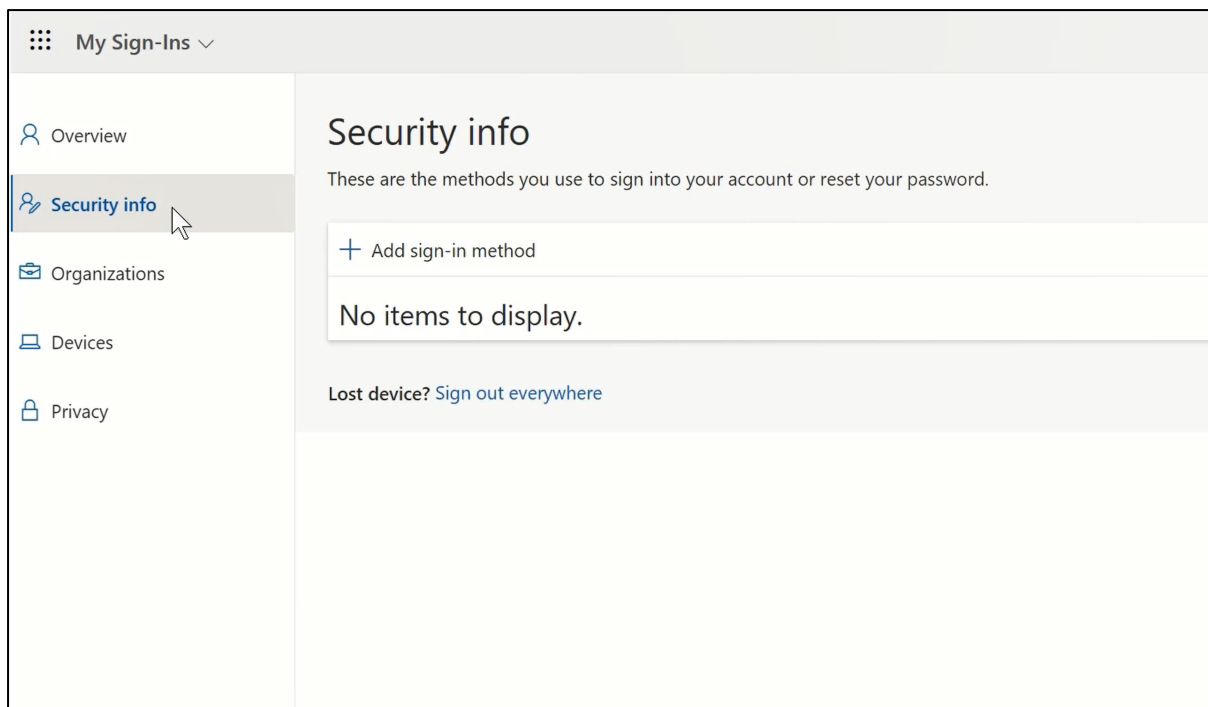 My Sign-Ins
Overview
Security info
Organizations
Devices
Privacy
Security info
These are the methods you use to sign into your account or reset your password.
Add sign-in method
No items to display.
Lost device? Sign out everywhere